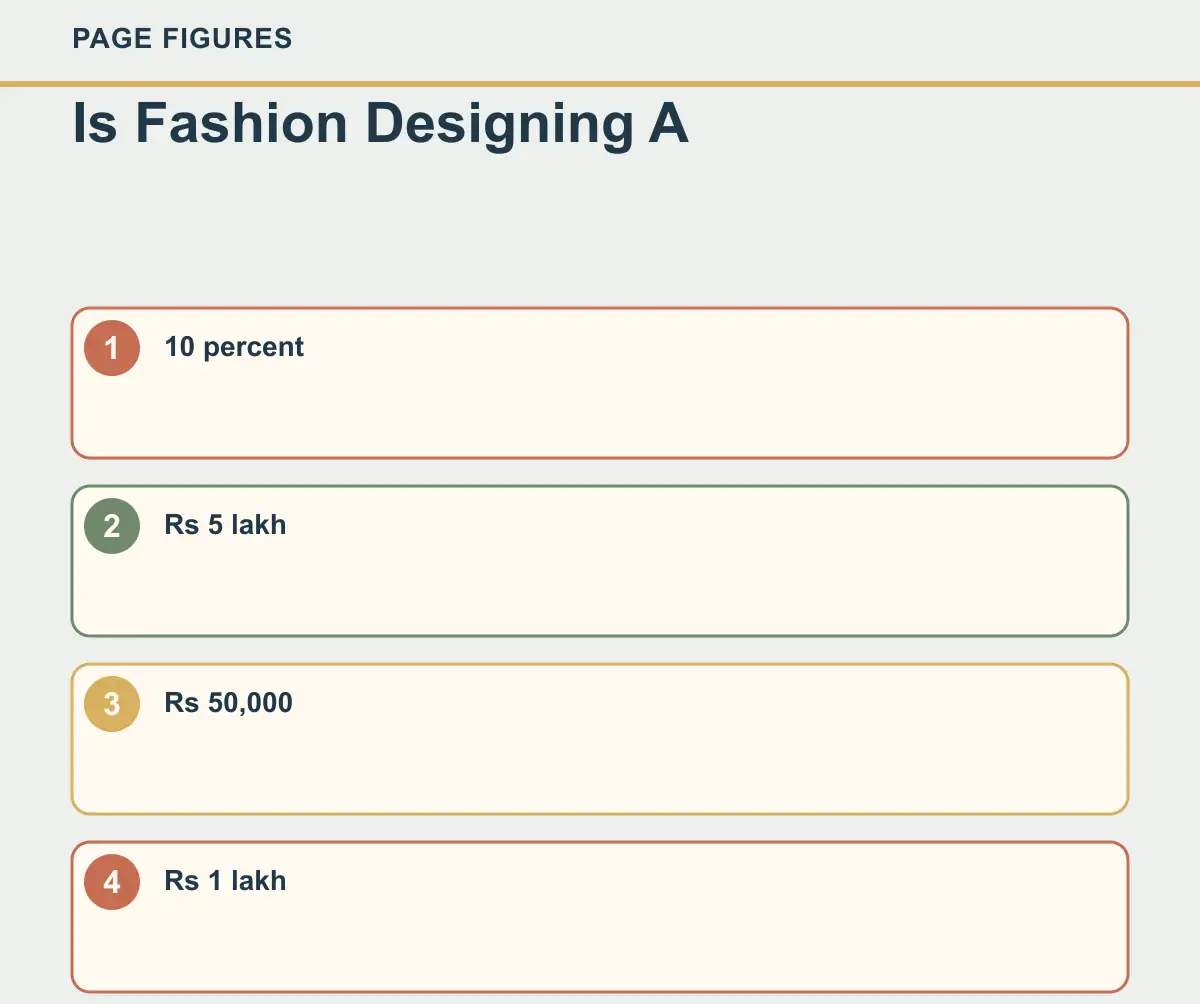 PAGE FIGURES
Is Fashion Designing A
1 10 percent
2 Rs 5 lakh
3 Rs 50,000
4 Rs 1 lakh